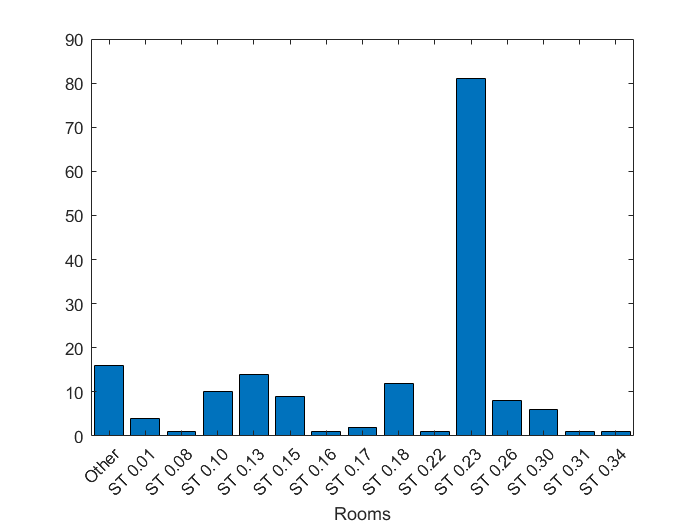 90
80
70
60
50
40
30
20
10
0
Other
ST 0.01
ST 0.08
ST 0.10
ST 0.13
ST 0.15
ST 0.16
ST 0.17
ST 0.18
ST 0.22
ST 0.23
ST 0.26
ST 0.30
ST 0.31
ST 0.34
Rooms